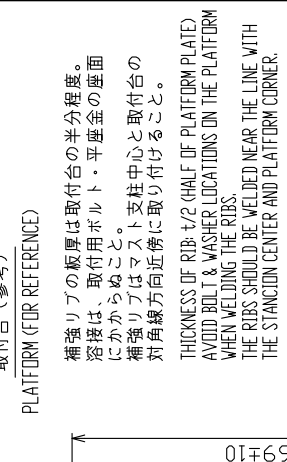 取付台(参考)
PLATFORM (FOR REFERENCE)
補強リブの板厚は取付台の半分程度。
溶接は、取付用ボルト・平座金の座面
にかからぬこと。
補強リブはマスト支柱中心と取付台の
対角線方向近傍に取り付けること。
THICKNESS OF RIB: t/2 (HALF OF PLATFORM PLATE)
AVOID BOLT & WASHER LOCATIONS ON THE PLATFORM
WHEN WELDING THE RIBS.
THE RIBS SHOULD BE WELDED NEAR THE LINE WITH
THE STANCION CENTER AND PLATFORM CORNER.
69±10